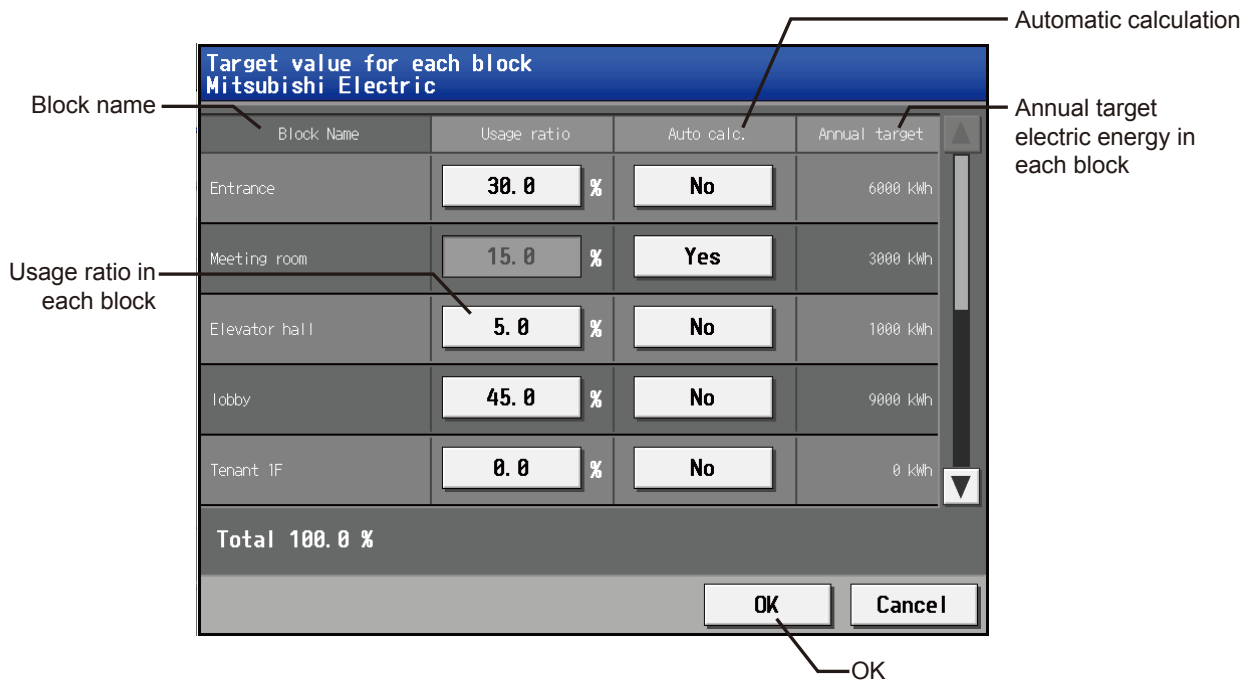 Automatic calculation
Target value for each block
Mitsubishi Electric
Block name
Annual target
electric energy in
each block
Block Name Usage ratio Auto calc. Annual target
Entrance 30.0 % No 6000 kWh
Meeting room 15.0 % Yes 3000 kWh
Usage ratio in
each block
Elevator hall 5.0 % No 1000 kWh
lobby 45.0 % No 9000 kWh
Tenant 1F 0.0 % No 0 kWh
Total 100.0 %
OK Cancel
OK